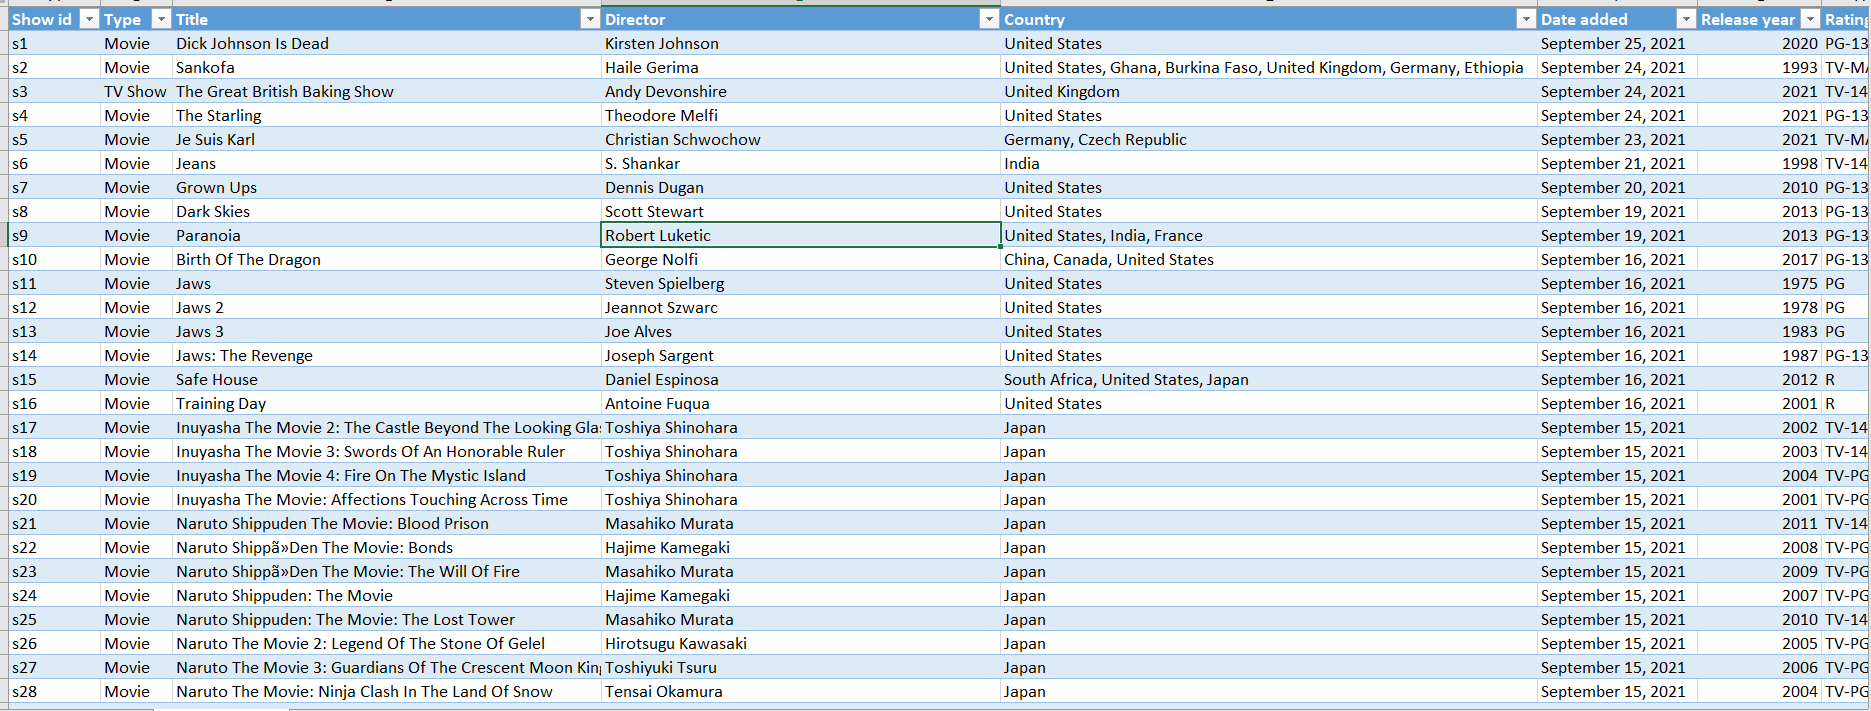 Show id Type Title Director Country Date added Release year Rating
s1 Movie Dick Johnson Is Dead Kirsten Johnson United States September 25, 2021 2020 PG-13
s2 Movie Sankofa Haile Gerima United States, Ghana, Burkina Faso, United Kingdom, Germany, Ethiopia September 24, 2021 1993 TV-MA
s3 TV Show The Great British Baking Show Andy Devonshire United Kingdom September 24, 2021 2021 TV-14
s4 Movie The Starling Theodore Melfi United States September 24, 2021 2021 PG-13
s5 Movie Je Suis Karl Christian Schwochow Germany, Czech Republic September 23, 2021 2021 TV-MA
s6 Movie Jeans S. Shankar India September 21, 2021 1998 TV-14
s7 Movie Grown Ups Dennis Dugan United States September 20, 2021 2010 PG-13
s8 Movie Dark Skies Scott Stewart United States September 19, 2021 2013 PG-13
s9 Movie Paranoia Robert Luketic United States, India, France September 19, 2021 2013 PG-13
s10 Movie Birth Of The Dragon George Nolfi China, Canada, United States September 16, 2021 2017 PG-13
s11 Movie Jaws Steven Spielberg United States September 16, 2021 1975 PG
s12 Movie Jaws 2 Jeannot Szwarc United States September 16, 2021 1978 PG
s13 Movie Jaws 3 Joe Alves United States September 16, 2021 1983 PG
s14 Movie Jaws: The Revenge Joseph Sargent United States September 16, 2021 1987 PG-13
s15 Movie Safe House Daniel Espinosa South Africa, United States, Japan September 16, 2021 2012 R
s16 Movie Training Day Antoine Fuqua United States September 16, 2021 2001 R
s17 Movie Inuyasha The Movie 2: The Castle Beyond The Looking Gla Toshiya Shinohara Japan September 15, 2021 2002 TV-14
s18 Movie Inuyasha The Movie 3: Swords Of An Honorable Ruler Toshiya Shinohara Japan September 15, 2021 2003 TV-14
s19 Movie Inuyasha The Movie 4: Fire On The Mystic Island Toshiya Shinohara Japan September 15, 2021 2004 TV-PG
s20 Movie Inuyasha The Movie: Affections Touching Across Time Toshiya Shinohara Japan September 15, 2021 2001 TV-PG
s21 Movie Naruto Shippuden The Movie: Blood Prison Masahiko Murata Japan September 15, 2021 2011 TV-14
s22 Movie Naruto Shippã»Den The Movie: Bonds Hajime Kamegaki Japan September 15, 2021 2008 TV-PG
s23 Movie Naruto Shippã»Den The Movie: The Will Of Fire Masahiko Murata Japan September 15, 2021 2009 TV-PG
s24 Movie Naruto Shippuden: The Movie Hajime Kamegaki Japan September 15, 2021 2007 TV-PG
s25 Movie Naruto Shippuden: The Movie: The Lost Tower Masahiko Murata Japan September 15, 2021 2010 TV-14
s26 Movie Naruto The Movie 2: Legend Of The Stone Of Gelel Hirotsugu Kawasaki Japan September 15, 2021 2005 TV-PG
s27 Movie Naruto The Movie 3: Guardians Of The Crescent Moon King Toshiyuki Tsuru Japan September 15, 2021 2006 TV-PG
s28 Movie Naruto The Movie: Ninja Clash In The Land Of Snow Tensai Okamura Japan September 15, 2021 2004 TV-PG